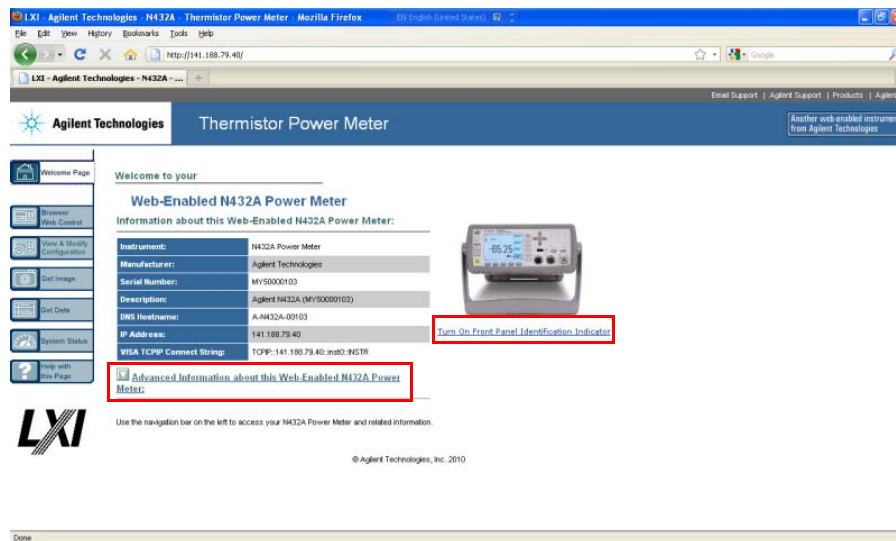 LXI - Agilent Technologies - N432A - Thermistor Power Meter - Mozilla Firefox
EN English (United States)
File Edit View History Bookmarks Tools Help
http://141.188.79.40/
Google
LXI - Agilent Technologies - N432A - ...
Email Support | Agilent Support | Products | Agilen
Agilent Technologies
Thermistor Power Meter
Another web-enabled instrumen
from Agilent Technologies
Welcome Page
Browser
Web Control
View & Modify
Configuration
Get Image
Get Data
System Status
Help with
this Page
LXI
Welcome to your
Web-Enabled N432A Power Meter
Information about this Web-Enabled N432A Power Meter:
Instrument: N432A Power Meter
Manufacturer: Agilent Technologies
Serial Number: MY50000103
Description: Agilent N432A (MY50000103)
DNS Hostname: A-N432A-00103
IP Address: 141.188.79.40
VISA TCPIP Connect String: TCPIP::141.188.79.40::inst0::INSTR
Advanced Information about this Web-Enabled N432A Power
Meter:
-65.25
Turn On Front Panel Identification Indicator
Use the navigation bar on the left to access your N432A Power Meter and related information.
© Agilent Technologies, Inc. 2010
Done